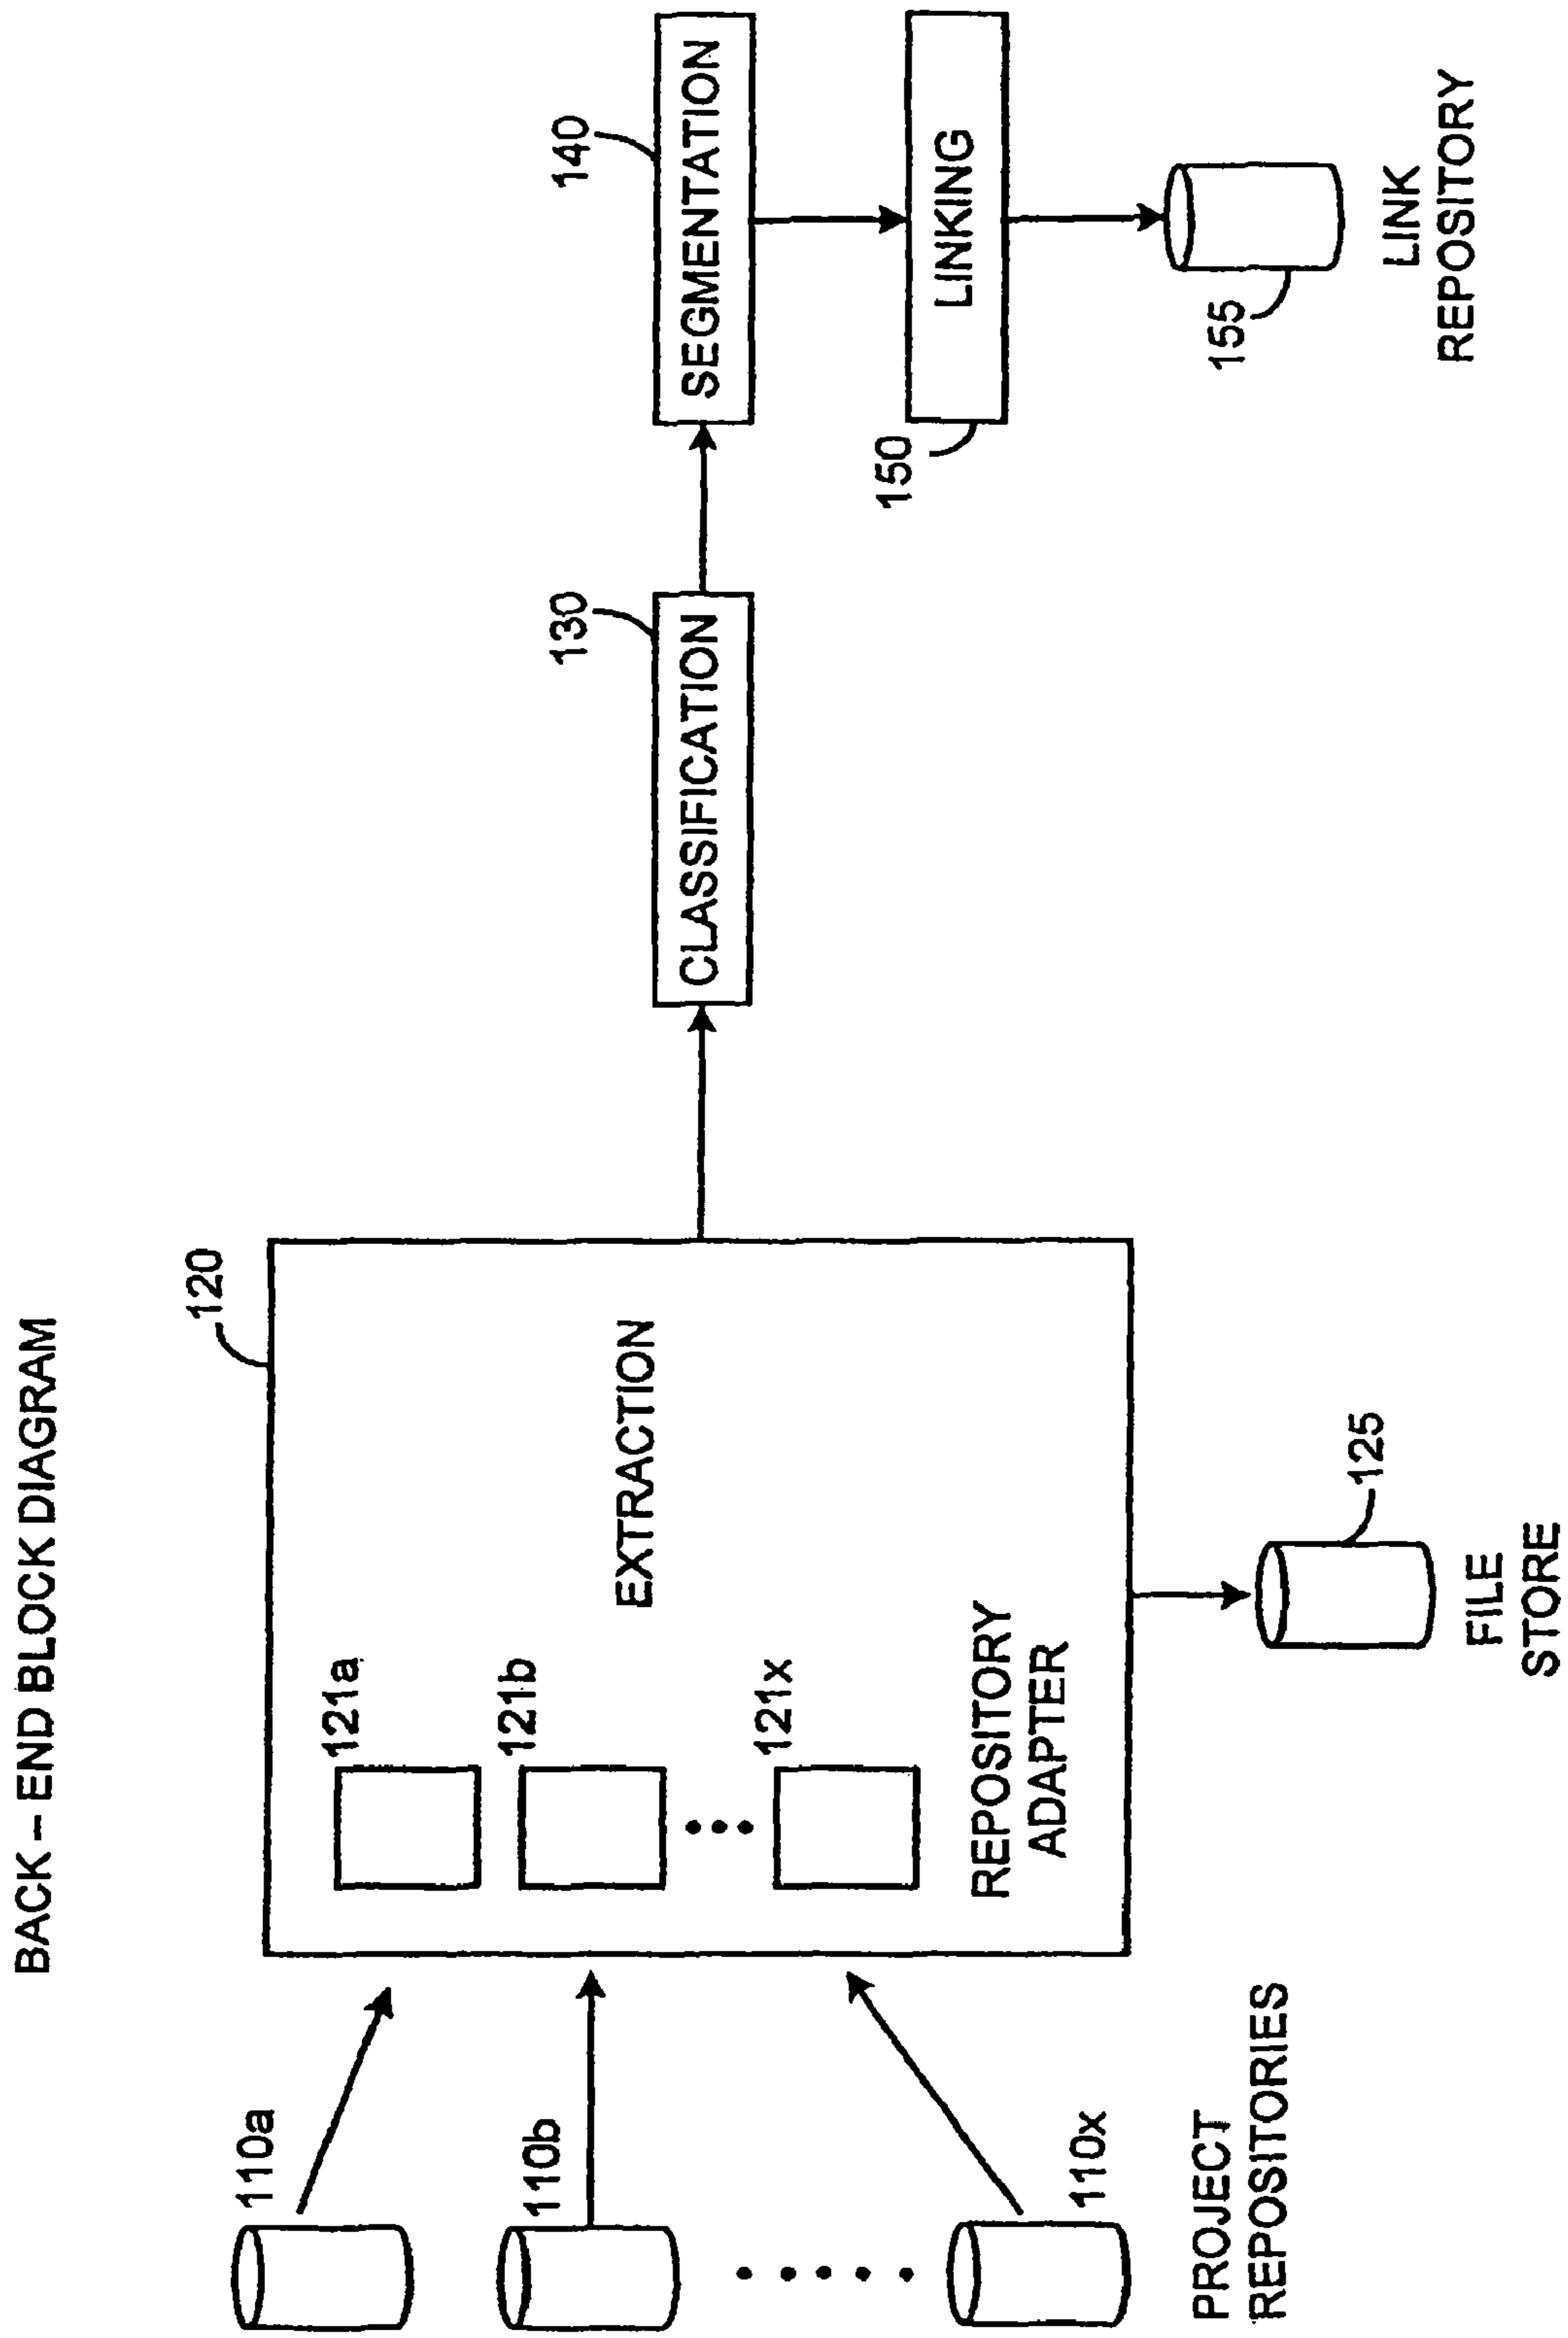 BACK – END BLOCK DIAGRAM
110a
110b
110x
PROJECT
REPOSITORIES
120
121a
121b
121x
EXTRACTION
REPOSITORY
ADAPTER
125
FILE
STORE
130
CLASSIFICATION
140
SEGMENTATION
150
LINKING
155
LINK
REPOSITORY